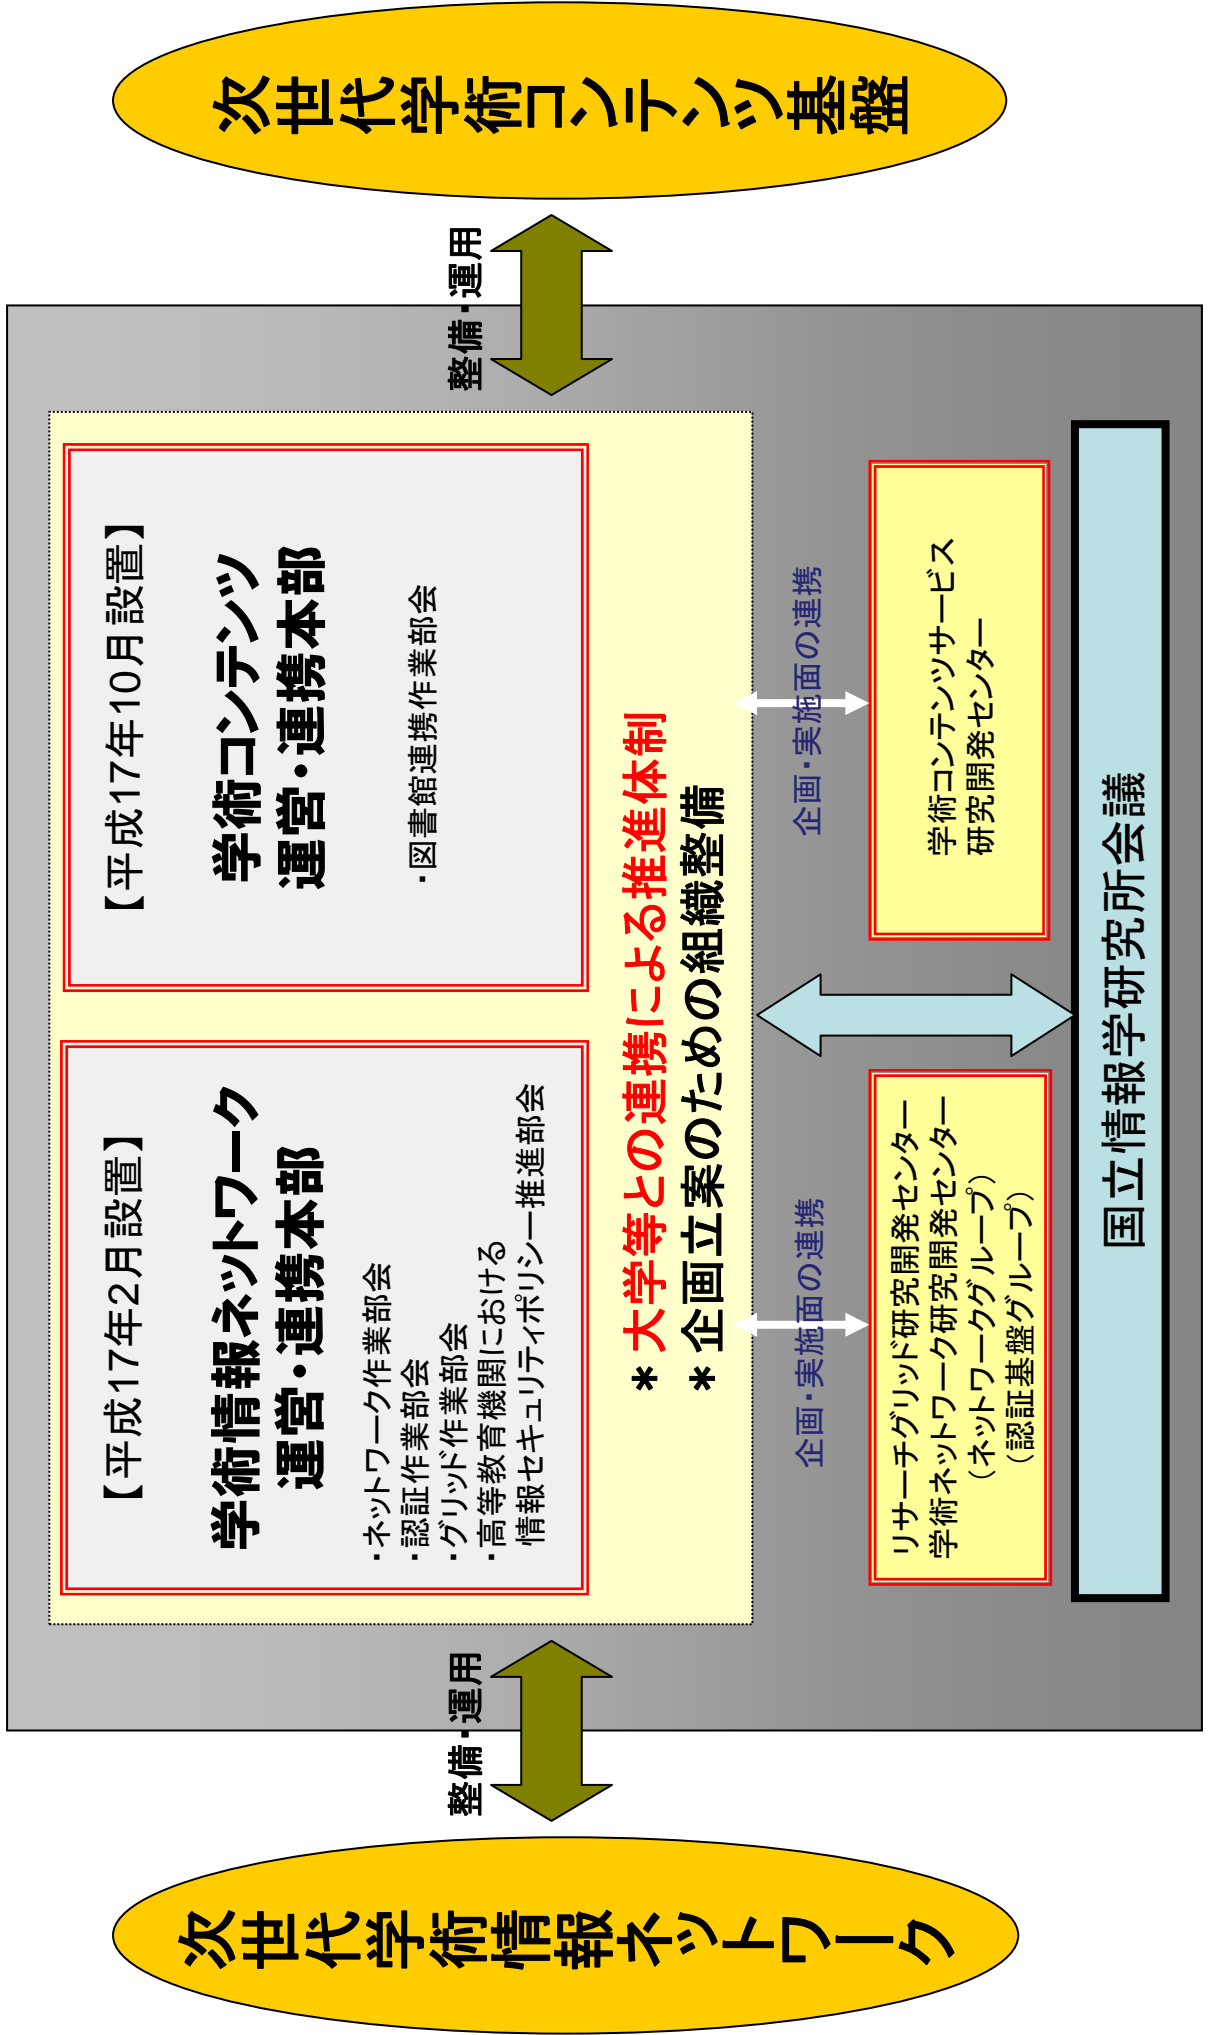 次世代学術情報ネットワーク
整備・運用
【平成17年2月設置】
学術情報ネットワーク
運営・連携本部
・ネットワーク作業部会
・認証作業部会
・グリッド作業部会
・高等教育機関における
情報セキュリティポリシー推進部会
【平成17年10月設置】
学術コンテンツ
運営・連携本部
・図書館連携作業部会
整備・運用
次世代学術コンテンツ基盤
＊大学等との連携による推進体制
＊企画立案のための組織整備
企画・実施面の連携
企画・実施面の連携
リサーチグリッド研究開発センター
学術ネットワーク研究開発センター
（ネットワークグループ）
（認証基盤グループ）
学術コンテンツサービス
研究開発センター
国立情報学研究所会議